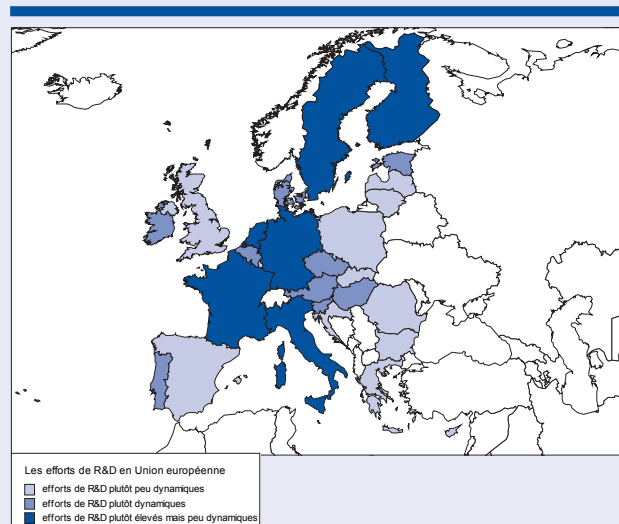 Les efforts de R&D en Union européenne
efforts de R&D plutôt peu dynamiques
efforts de R&D plutôt dynamiques
efforts de R&D plutôt élevés mais peu dynamiques